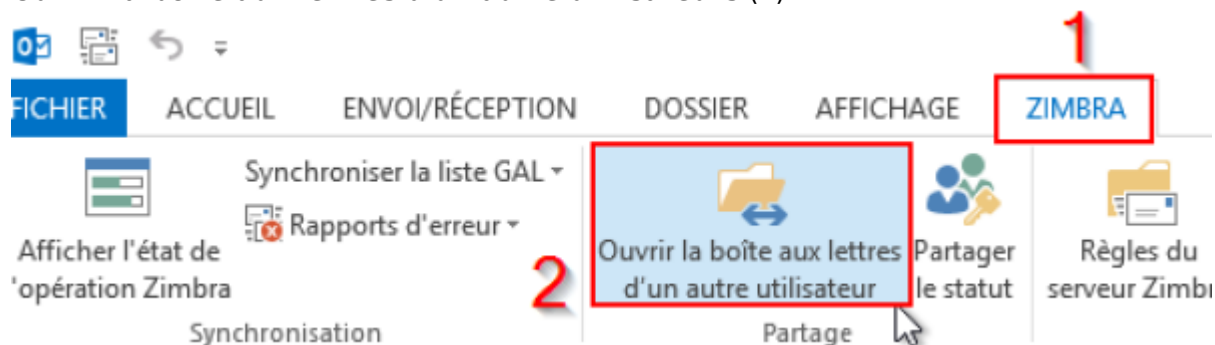 1
FICHIER ACCUEIL ENVOI/RÉCEPTION DOSSIER AFFICHAGE ZIMBRA
Synchroniser la liste GAL
Rapports d'erreur
Afficher l'état de
'opération Zimbra
2
Ouvrir la boîte aux lettres
d'un autre utilisateur
Partager
le statut
Règles du
serveur Zimbr
Synchronisation
Partage